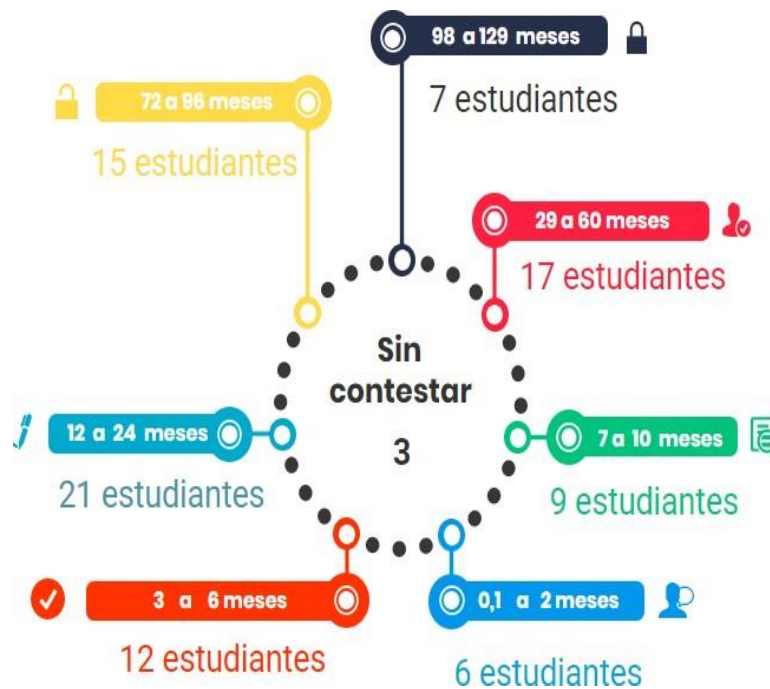 98 a 129 meses
7 estudiantes
72 a 96 meses
15 estudiantes
29 a 60 meses
17 estudiantes
Sin
contestar
3
12 a 24 meses
21 estudiantes
7 a 10 meses
9 estudiantes
3 a 6 meses
12 estudiantes
0,1 a 2 meses
6 estudiantes